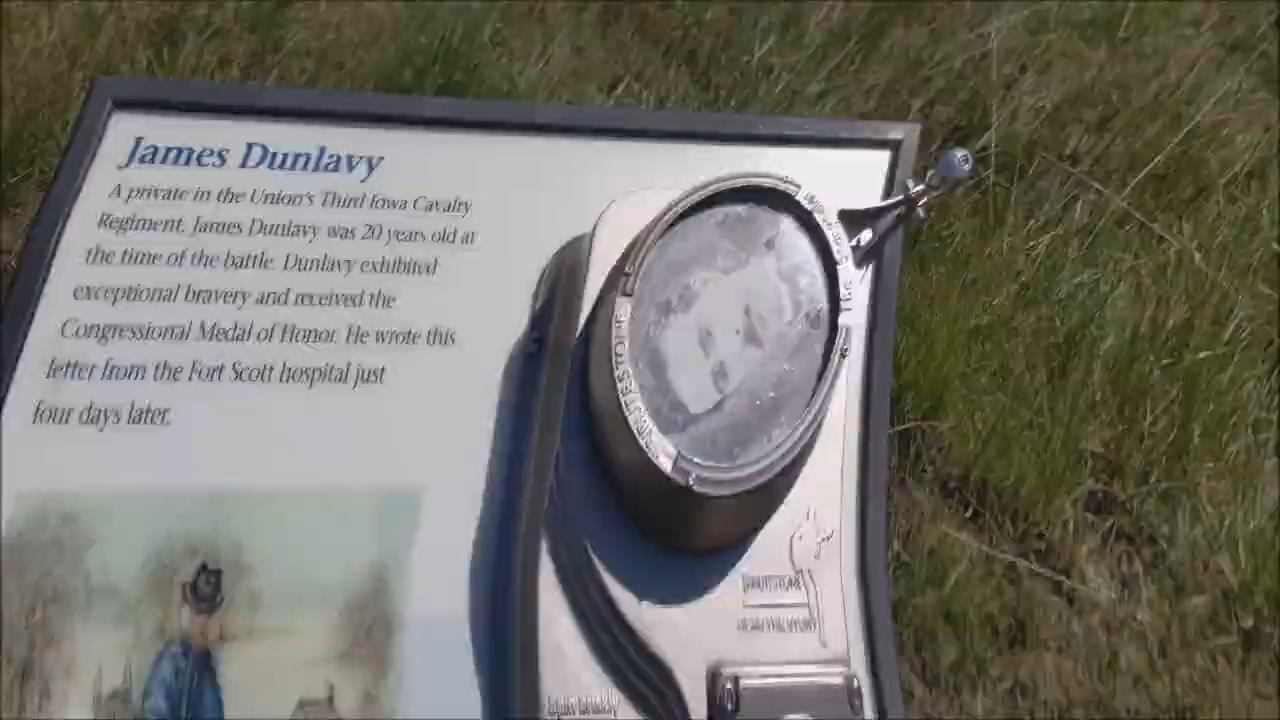 James Dunlavy
A private in the Union's Third Iowa Cavalry
Regiment, James Dunlavy was 20 years old at
the time of the battle. Dunlavy exhibited
exceptional bravery and received the
Congressional Medal of Honor. He wrote this
letter from the Fort Scott hospital just
four days later.